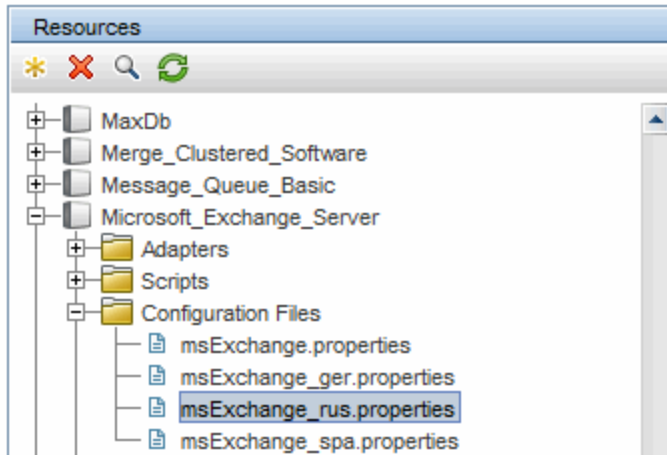 Resources
MaxDb
Merge_Clustered_Software
Message_Queue_Basic
Microsoft_Exchange_Server
Adapters
Scripts
Configuration Files
msExchange.properties
msExchange_ger.properties
msExchange_rus.properties
msExchange_spa.properties